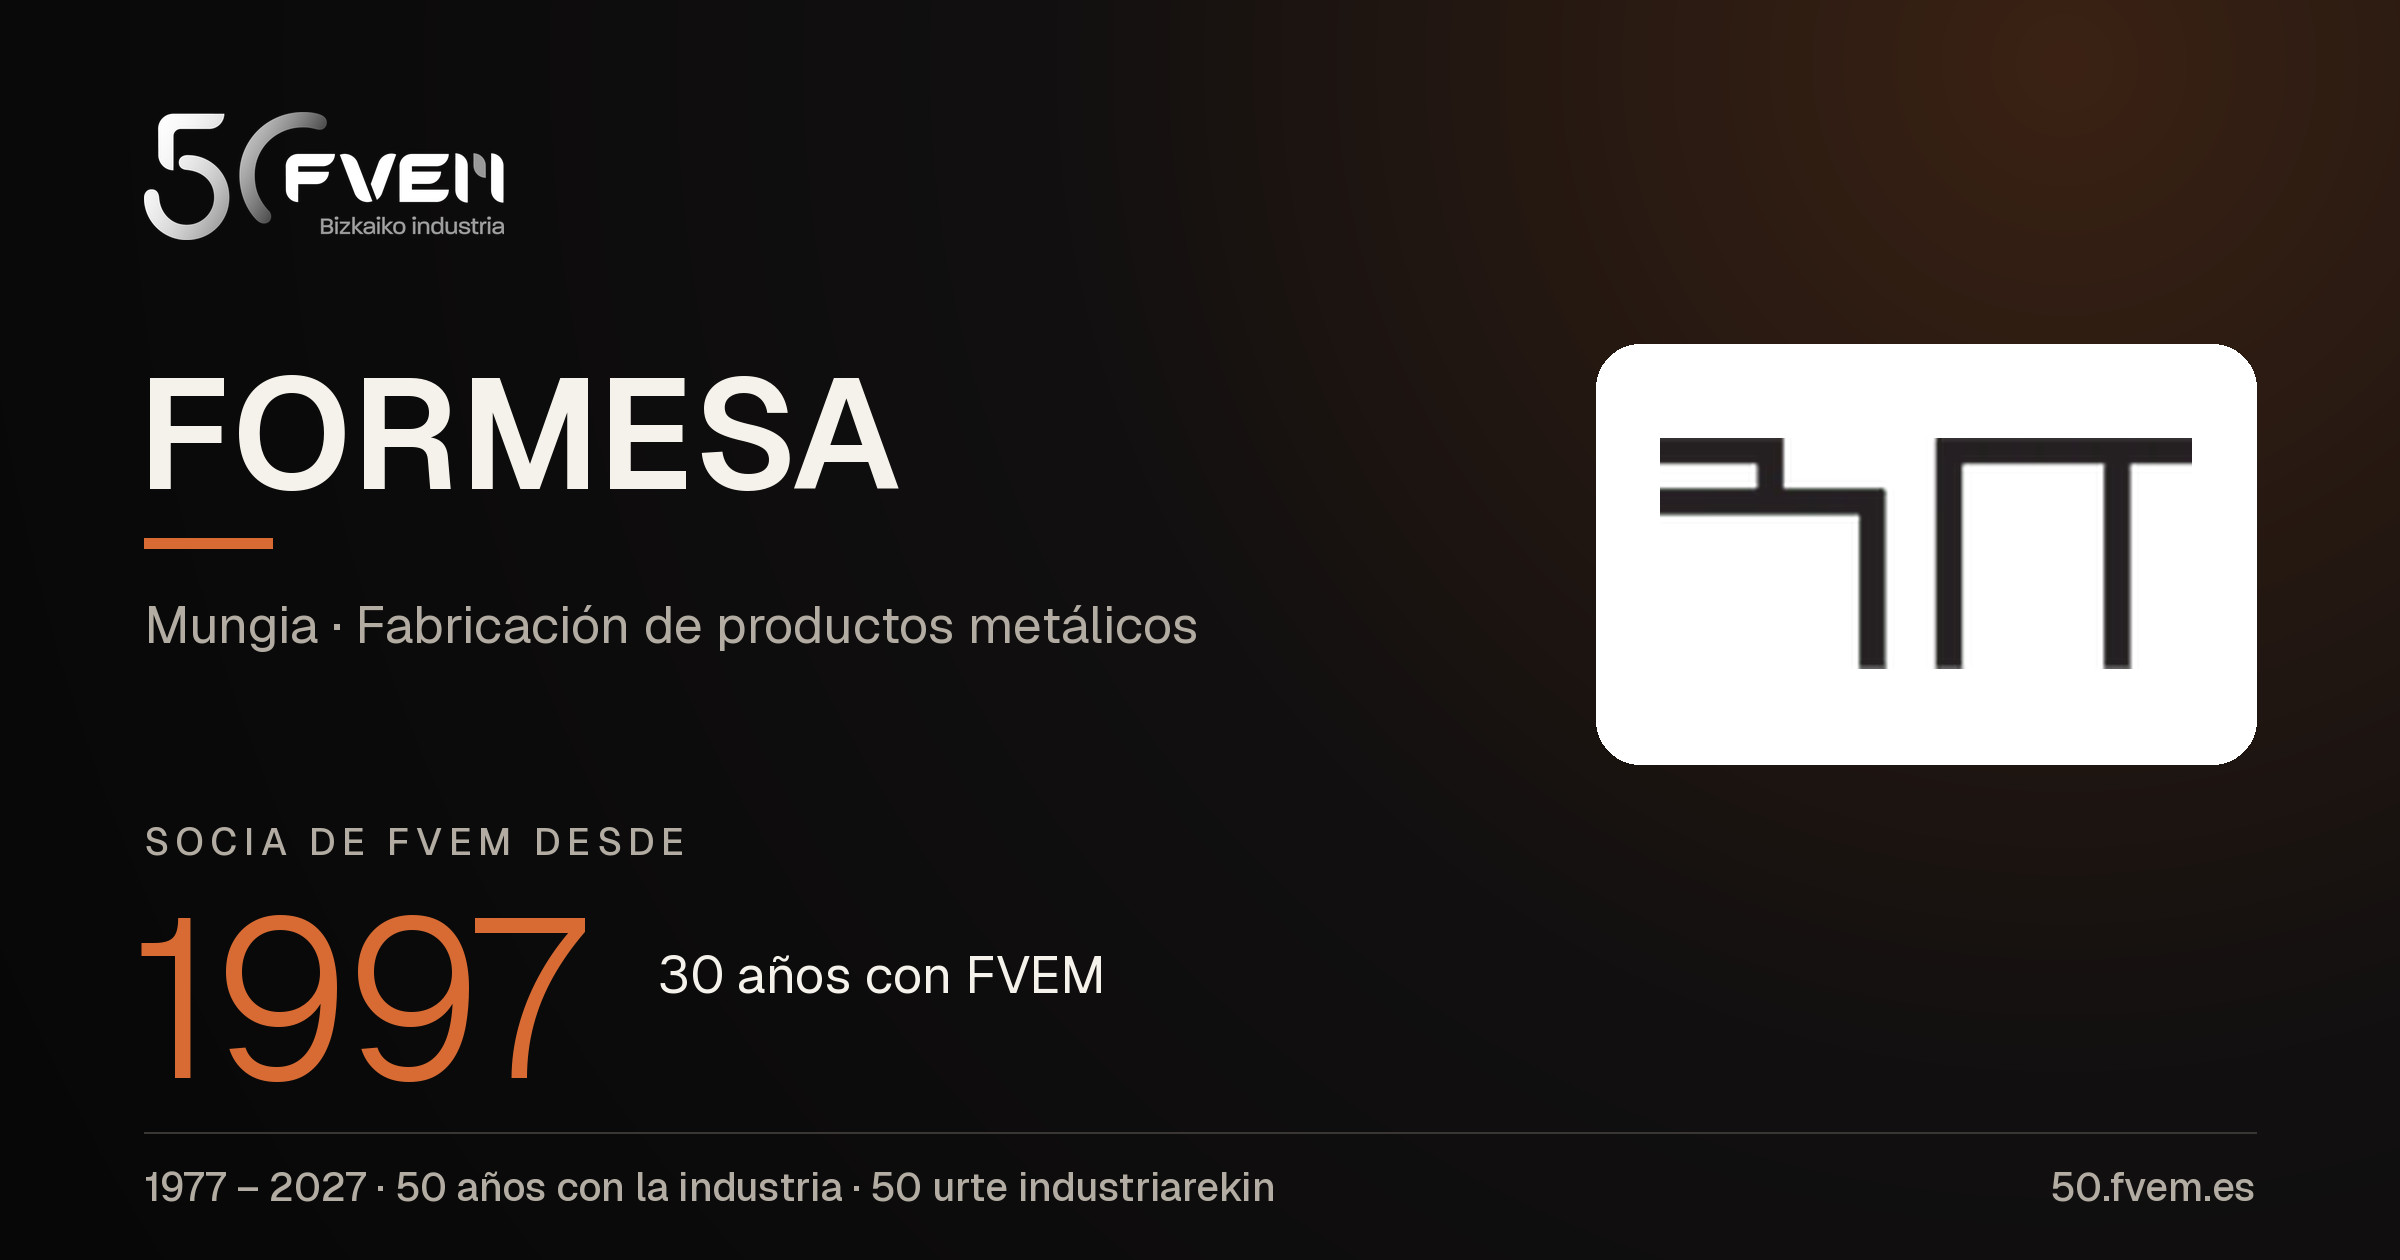 50 FVEM
Bizkaiko industria
FORMESA
Mungia · Fabricación de productos metálicos
SOCIA DE FVEM DESDE
1997
30 años con FVEM
1977 – 2027 · 50 años con la industria · 50 urte industriarekin
50.fvem.es